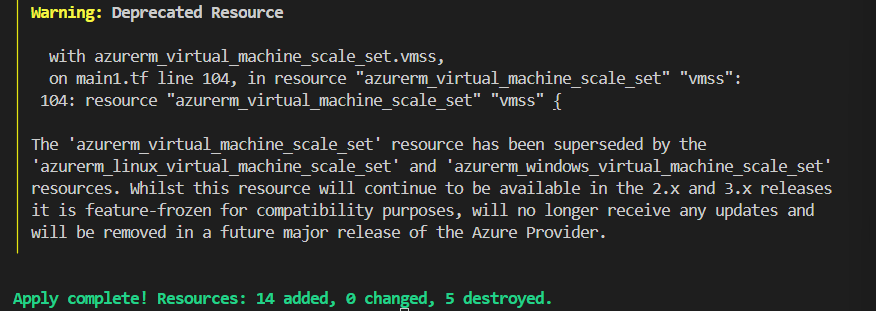 Warning: Deprecated Resource
with azurerm_virtual_machine_scale_set.vmss,
on main1.tf line 104, in resource "azurerm_virtual_machine_scale_set" "vmss":
104: resource "azurerm_virtual_machine_scale_set" "vmss" {
The 'azurerm_virtual_machine_scale_set' resource has been superseded by the
'azurerm_linux_virtual_machine_scale_set' and 'azurerm_windows_virtual_machine_scale_set'
resources. Whilst this resource will continue to be available in the 2.x and 3.x releases
it is feature-frozen for compatibility purposes, will no longer receive any updates and
will be removed in a future major release of the Azure Provider.
Apply complete! Resources: 14 added, 0 changed, 5 destroyed.